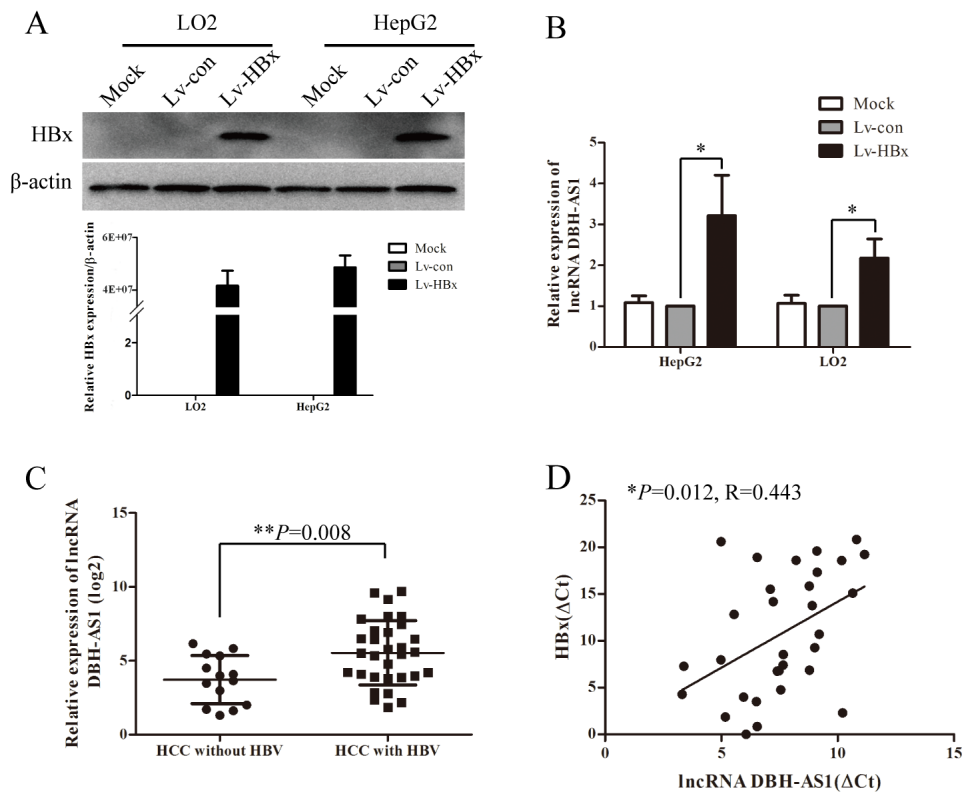 A
LO2 HepG2
Mock Lv-con Lv-HBx Mock Lv-con Lv-HBx
HBx
β-actin
Relative HBx expression/β-actin
6E+07
4E+07
2
0
LO2 HepG2
Mock
Lv-con
Lv-HBx
B
Mock
Lv-con
Lv-HBx
Relative expression of
lncRNA DBH-AS1
5
4
3
2
1
0
* *
HepG2 LO2
C
Relative expression of lncRNA
DBH-AS1 (log2)
**P=0.008
15
10
5
0
HCC without HBV HCC with HBV
D
*P=0.012, R=0.443
HBx(ΔCt)
25
20
15
10
5
0
0 5 10 15
lncRNA DBH-AS1(ΔCt)